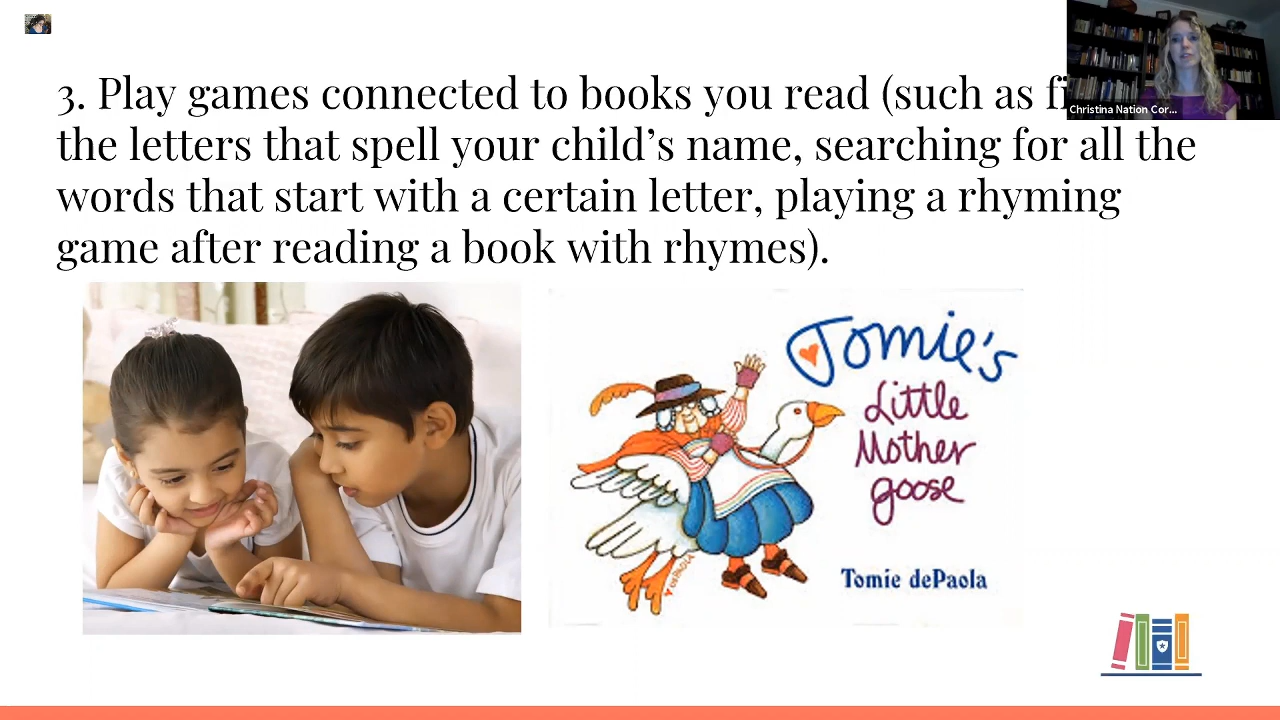 3. Play games connected to books you read (such as
the letters that spell your child's name, searching for all the
words that start with a certain letter, playing a rhyming
game after reading a book with rhymes).
Christina Nation Cor...
Tomie's
Little
Mother
goose
Tomie dePaola